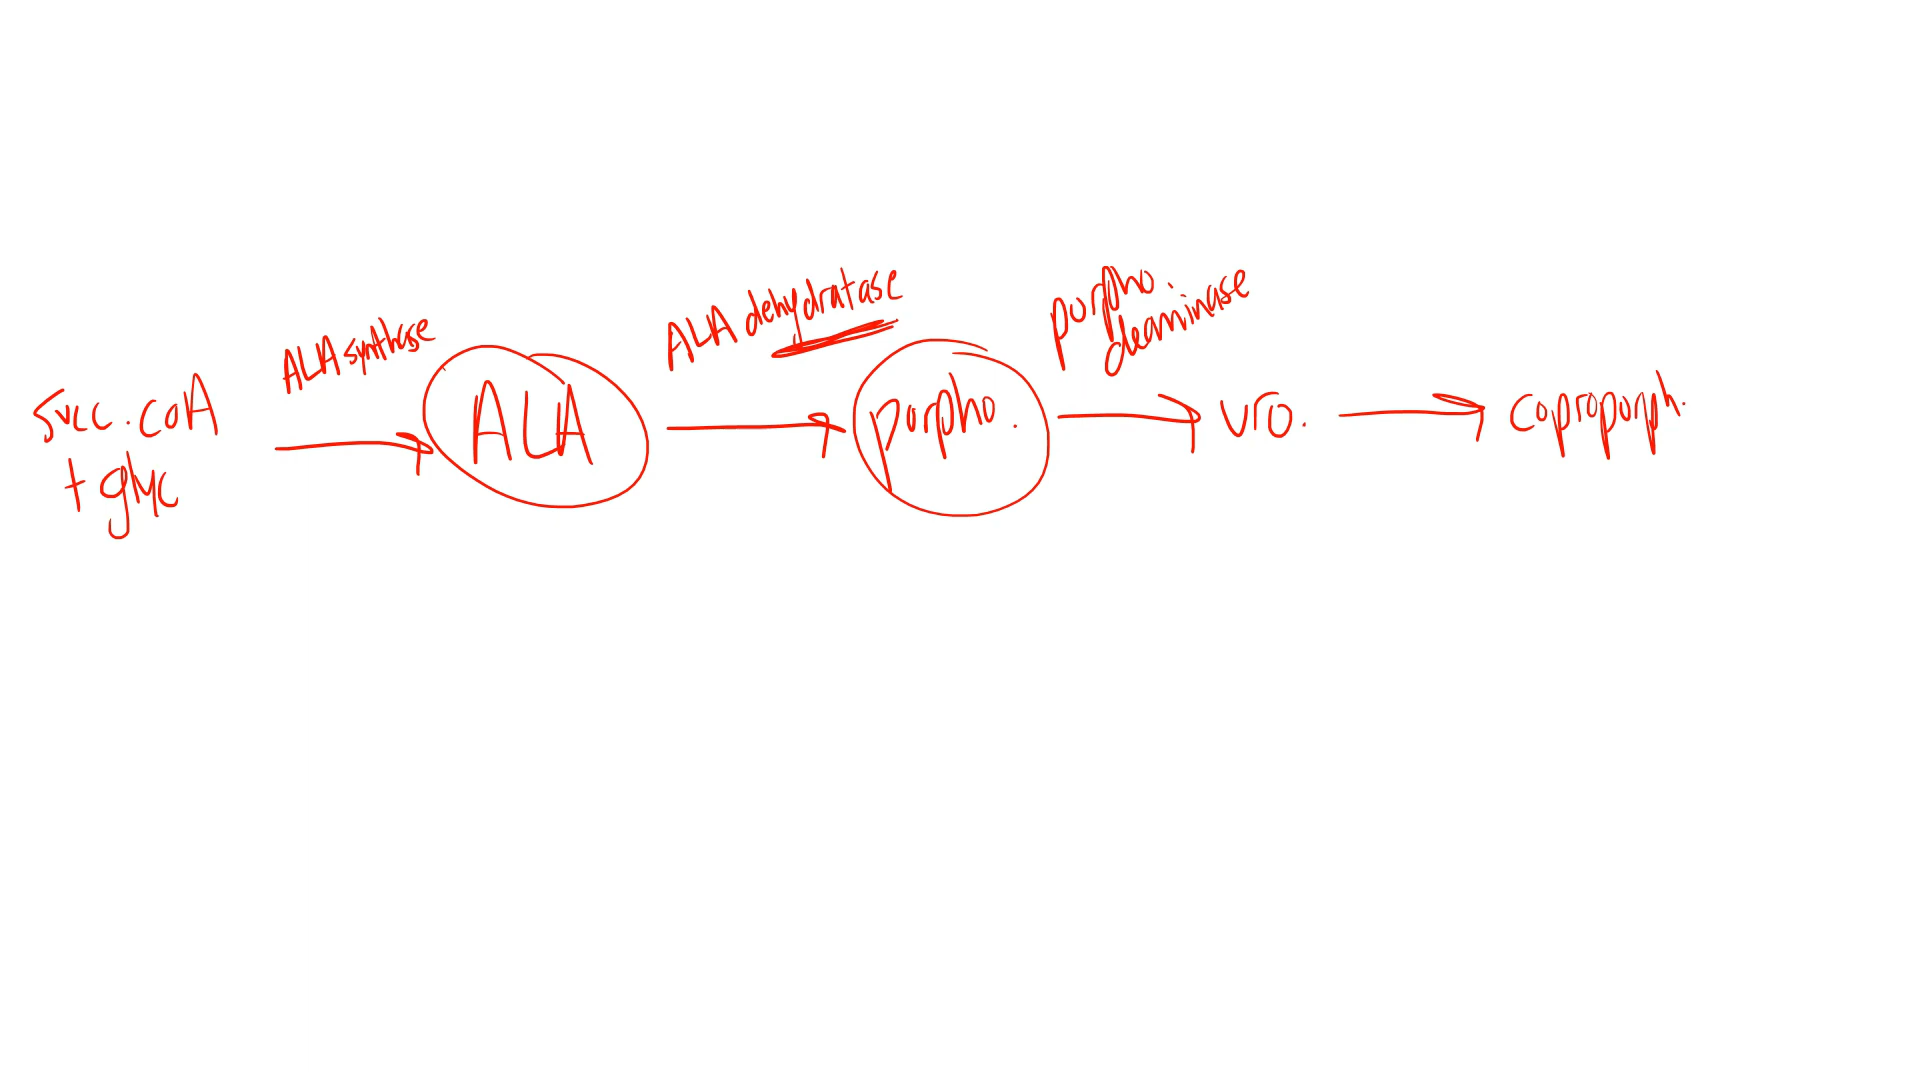 succ. coA
+ glyc
ALA synthase
ALA
ALA dehydratase
porpho.
porpho.
deaminase
uro.
coproporph.